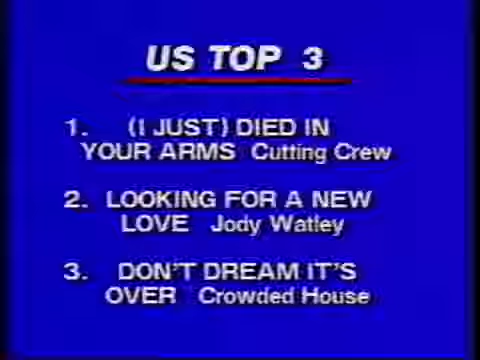 US TOP 3
1. (I JUST) DIED IN
YOUR ARMS Cutting Crew
2. LOOKING FOR A NEW
LOVE Jody Watley
3. DON'T DREAM IT'S
OVER Crowded House